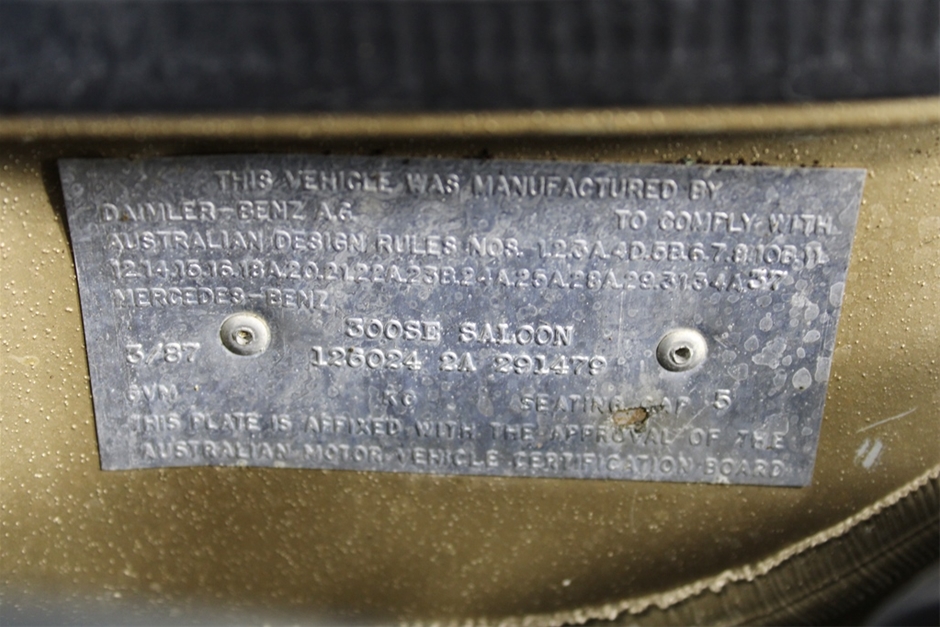 THIS VEHICLE WAS MANUFACTURED BY
DAIMLER-BENZ A.G. TO COMPLY WITH
AUSTRALIAN DESIGN RULES NOS. 1.2.3A.4D.5B.6.7.8.10B.11.
12.14.15.16.18A.20.21.22A.23B.24A.25A.28A.29.31.34A.37
MERCEDES-BENZ
300SE SALOON
3/87 123024 2A 291479
GVM KG SEATING CAP 5
THIS PLATE IS AFFIXED WITH THE APPROVAL OF THE
AUSTRALIAN MOTOR VEHICLE CERTIFICATION BOARD